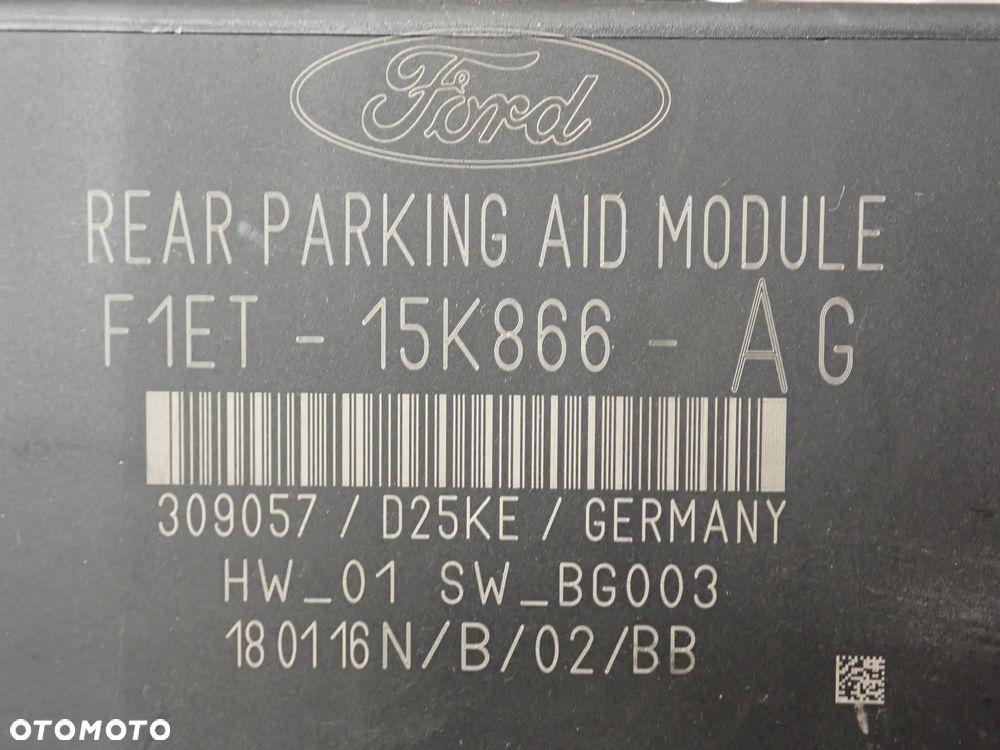 Ford
REAR PARKING AID MODULE
F1ET - 15K866 - AG
309057 / D25KE / GERMANY
HW_01 SW_BG003
180116N/B/02/BB
OTOMOTO